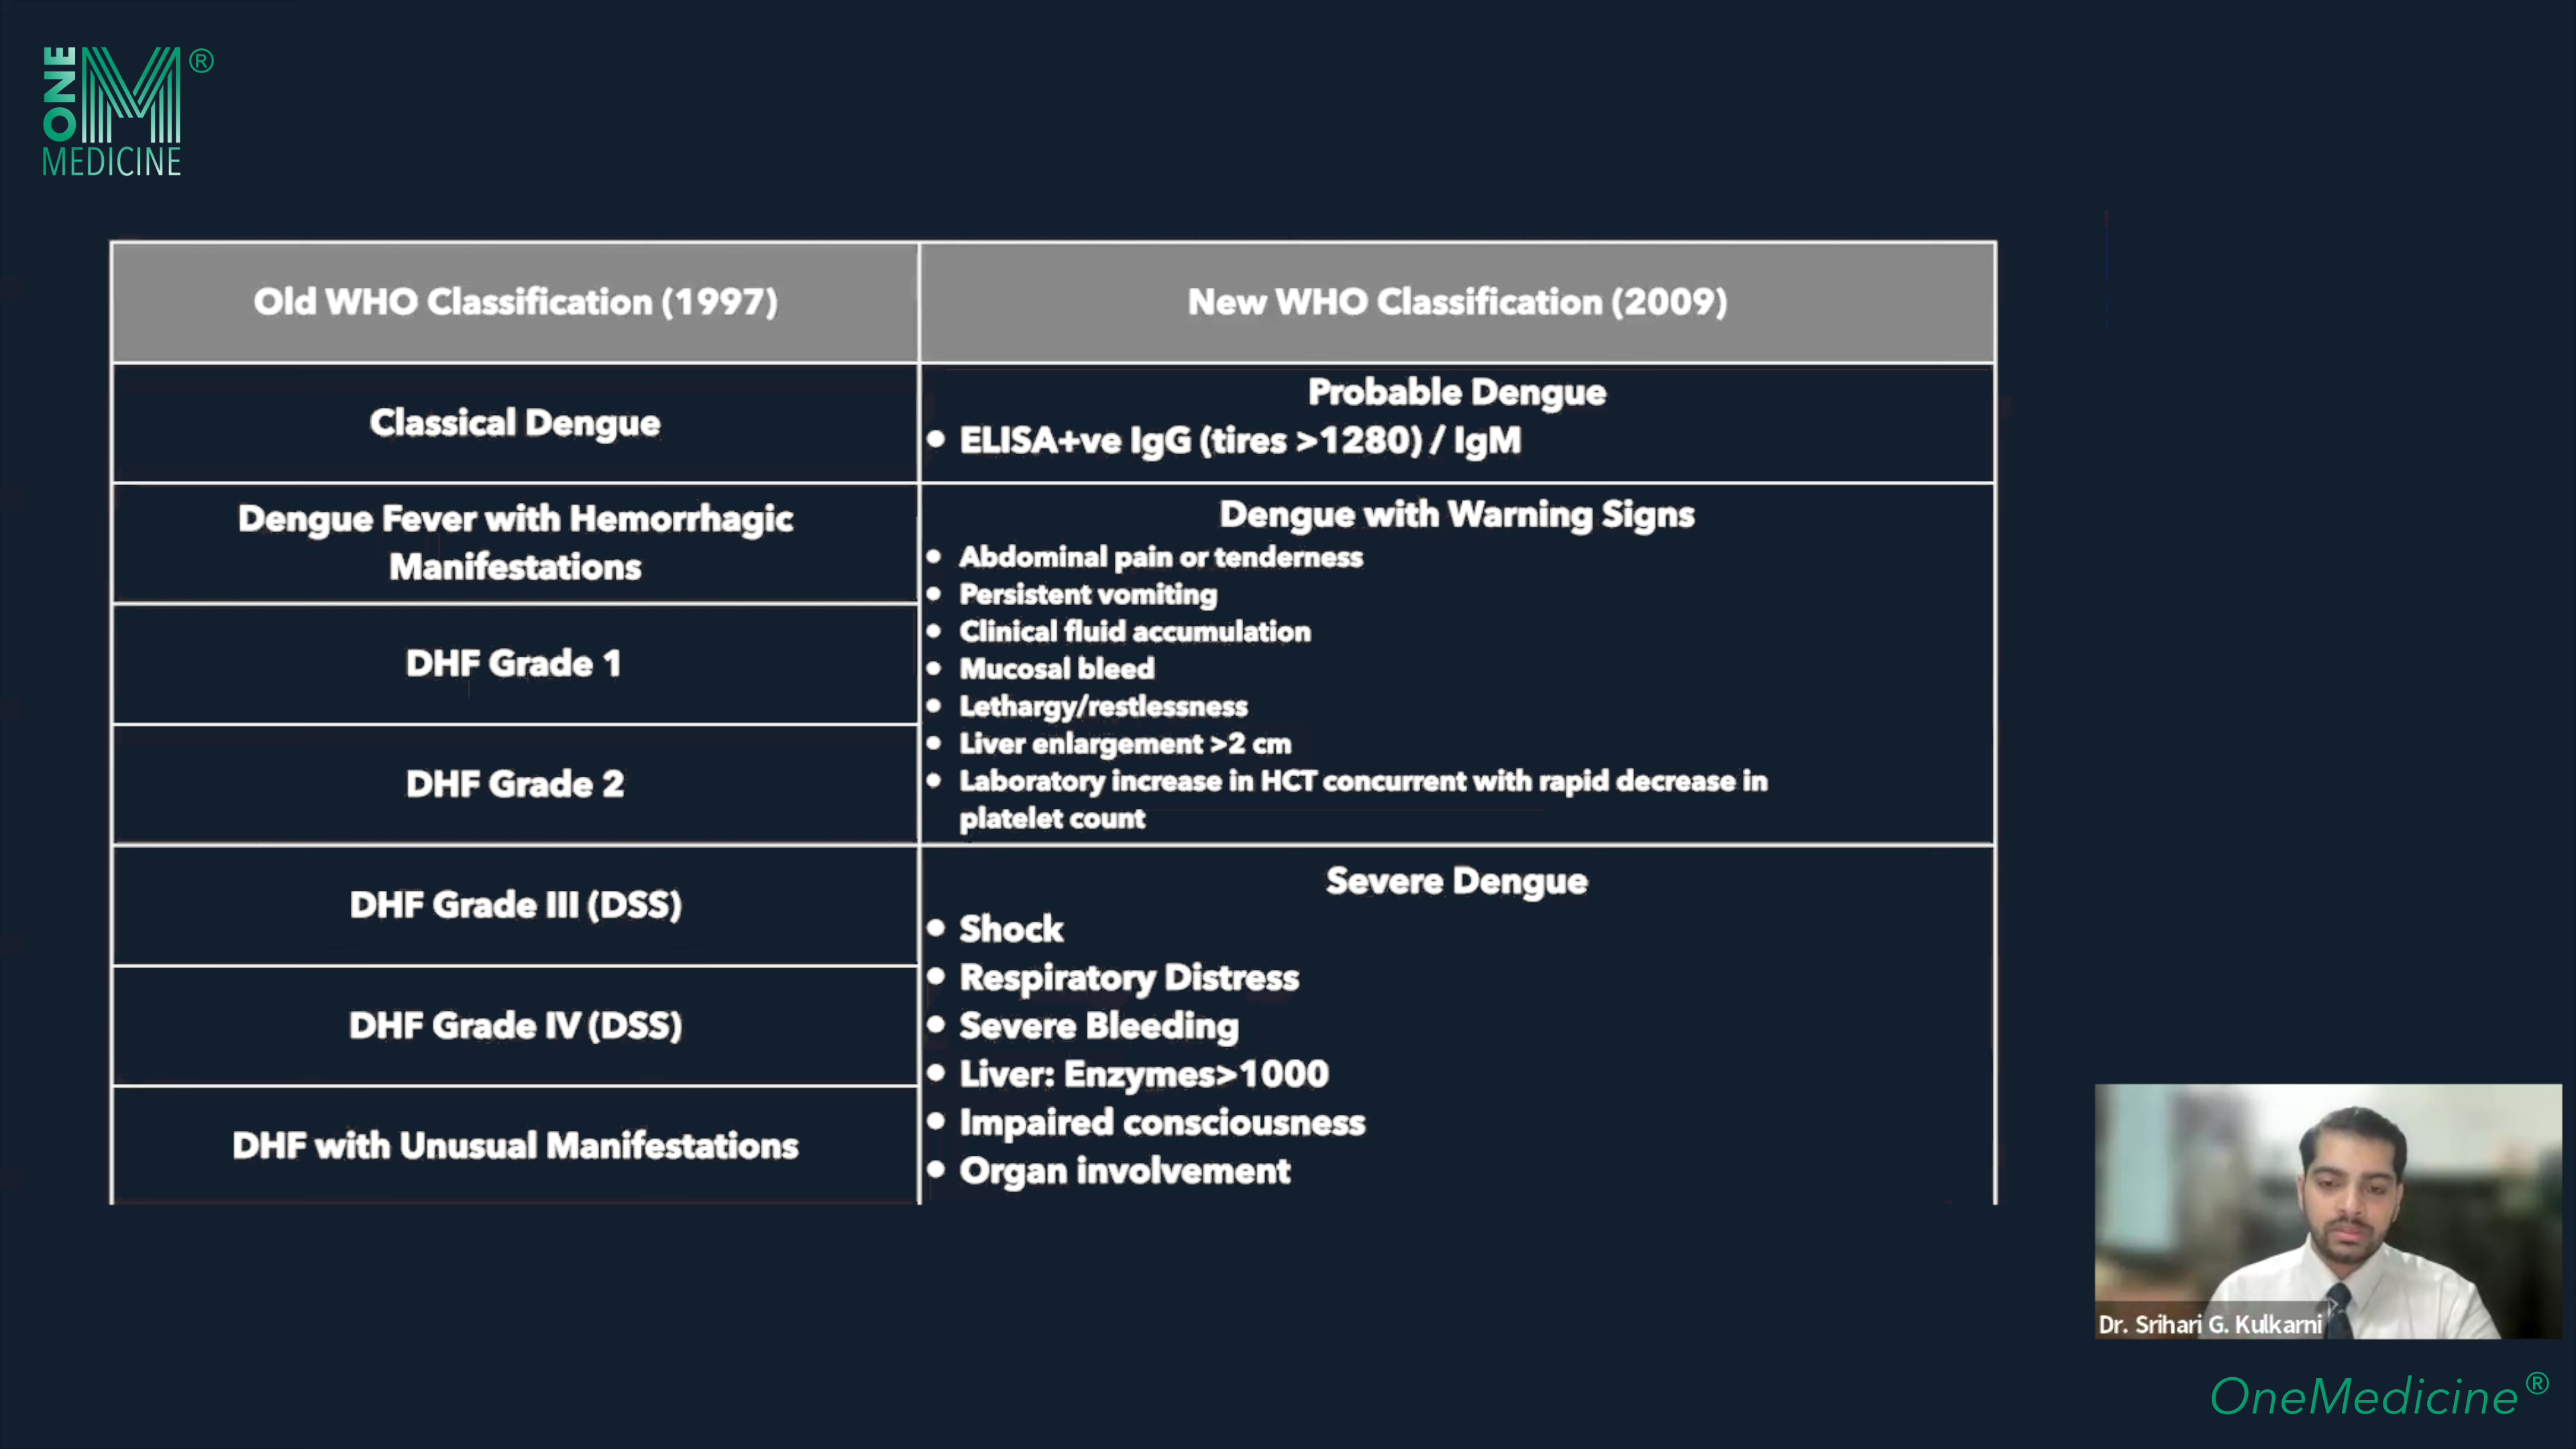 ONE
M®
MEDICINE
Old WHO Classification (1997)
New WHO Classification (2009)
Classical Dengue
Probable Dengue
• ELISA+ve IgG (tires >1280) / IgM
Dengue Fever with Hemorrhagic
Manifestations
DHF Grade 1
DHF Grade 2
Dengue with Warning Signs
• Abdominal pain or tenderness
• Persistent vomiting
• Clinical fluid accumulation
• Mucosal bleed
• Lethargy/restlessness
• Liver enlargement >2 cm
• Laboratory increase in HCT concurrent with rapid decrease in
platelet count
DHF Grade III (DSS)
DHF Grade IV (DSS)
DHF with Unusual Manifestations
Severe Dengue
• Shock
• Respiratory Distress
• Severe Bleeding
• Liver: Enzymes>1000
• Impaired consciousness
• Organ involvement
Dr. Srihari G. Kulkarni
OneMedicine®